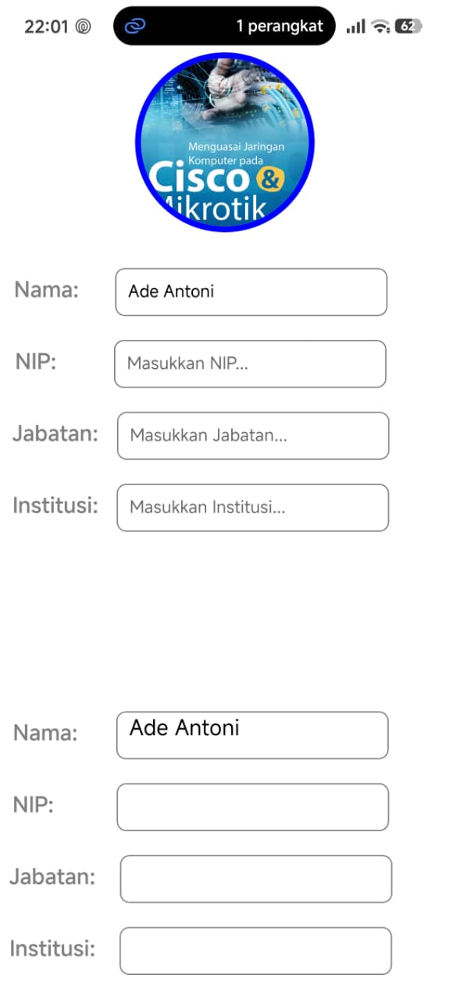 22:01 1 perangkat 62
Menguasai Jaringan
Komputer pada
Cisco &
Mikrotik
Nama: Ade Antoni
NIP: Masukkan NIP...
Jabatan: Masukkan Jabatan...
Institusi: Masukkan Institusi...
Nama: Ade Antoni
NIP:
Jabatan:
Institusi: